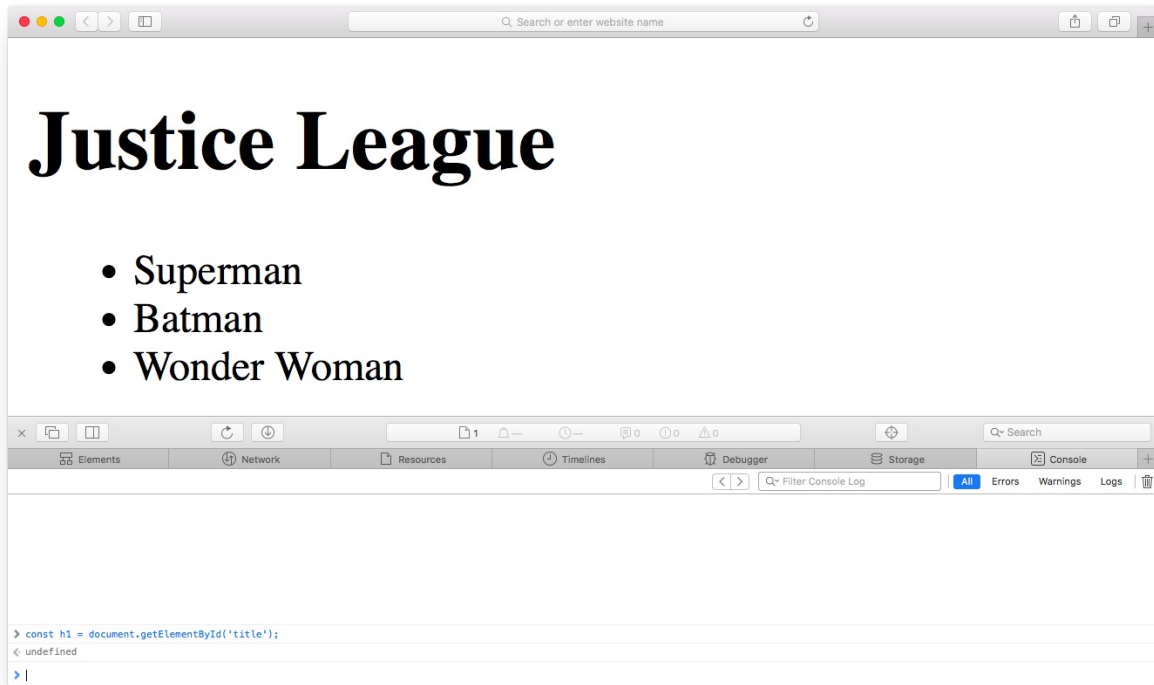 Search or enter website name
Justice League
• Superman
• Batman
• Wonder Woman
1 — — 0 0 0 Search
Elements Network Resources Timelines Debugger Storage Console
Filter Console Log All Errors Warnings Logs
> const h1 = document.getElementById('title');
< undefined
>